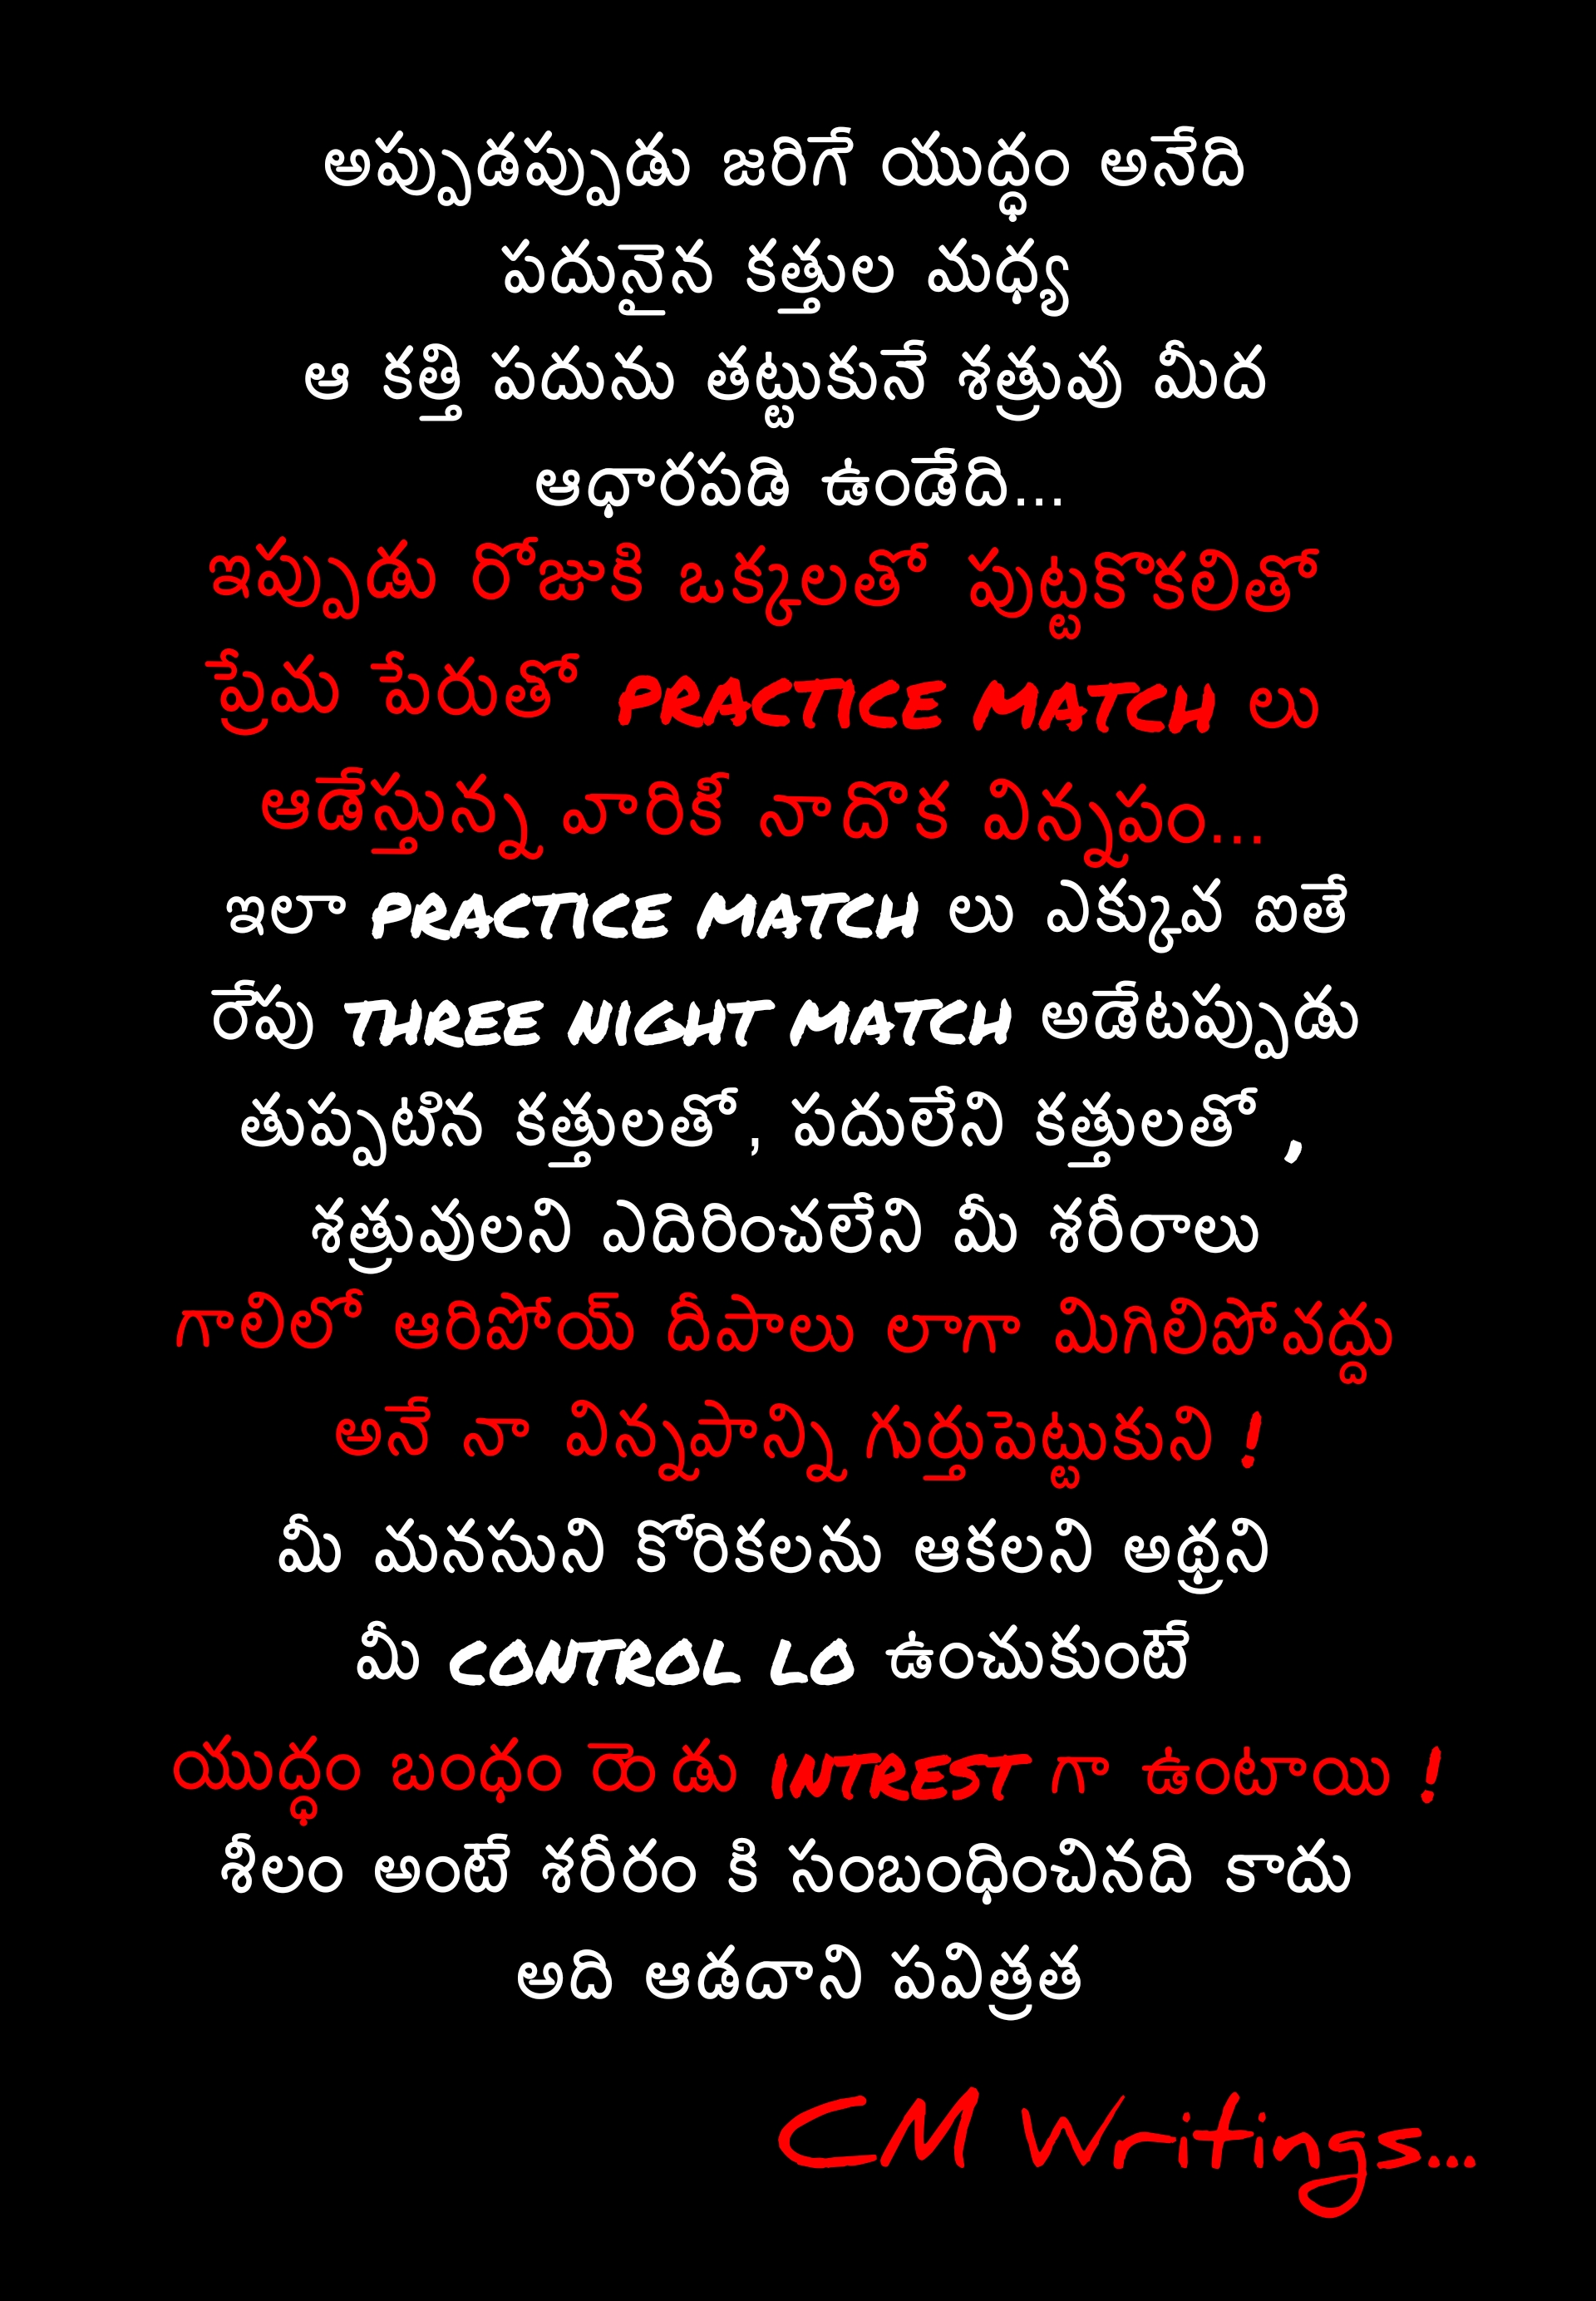 అప్పుడప్పుడు జరిగే యుద్ధం అనేది
పదునైన కత్తుల మధ్య
ఆ కత్తి పదును తట్టుకునే శత్రువు మీద
ఆధారపడి ఉండేది...
ఇప్పుడు రోజుకి ఒక్కలతో పుట్టకొకలితో
ప్రేమ పేరుతో PRACTICE MATCH లు
ఆడేస్తున్న వారికీ నాదొక విన్నపం...
ఇలా PRACTICE MATCH లు ఎక్కువ ఐతే
రేపు THREE NIGHT MATCH అడేటప్పుడు
తుప్పటిన కత్తులతో, పదులేని కత్తులతో ,
శత్రువులని ఎదిరించలేని మీ శరీరాలు
గాలిలో ఆరిపోయ్ దీపాలు లాగా మిగిలిపోవద్దు
అనే నా విన్నపాన్ని గుర్తుపెట్టుకుని !
మీ మనసుని కోరికలను ఆకలని
మీ CONTROL LO ఉంచుకుంటే
యుద్ధం బంధం డు INTREST గా ఉంటాయి !
శీలం అంటే శరీరం కి సంబంధించినది కాదు
అది ఆడదాని పవిత్రత
CM Writings...